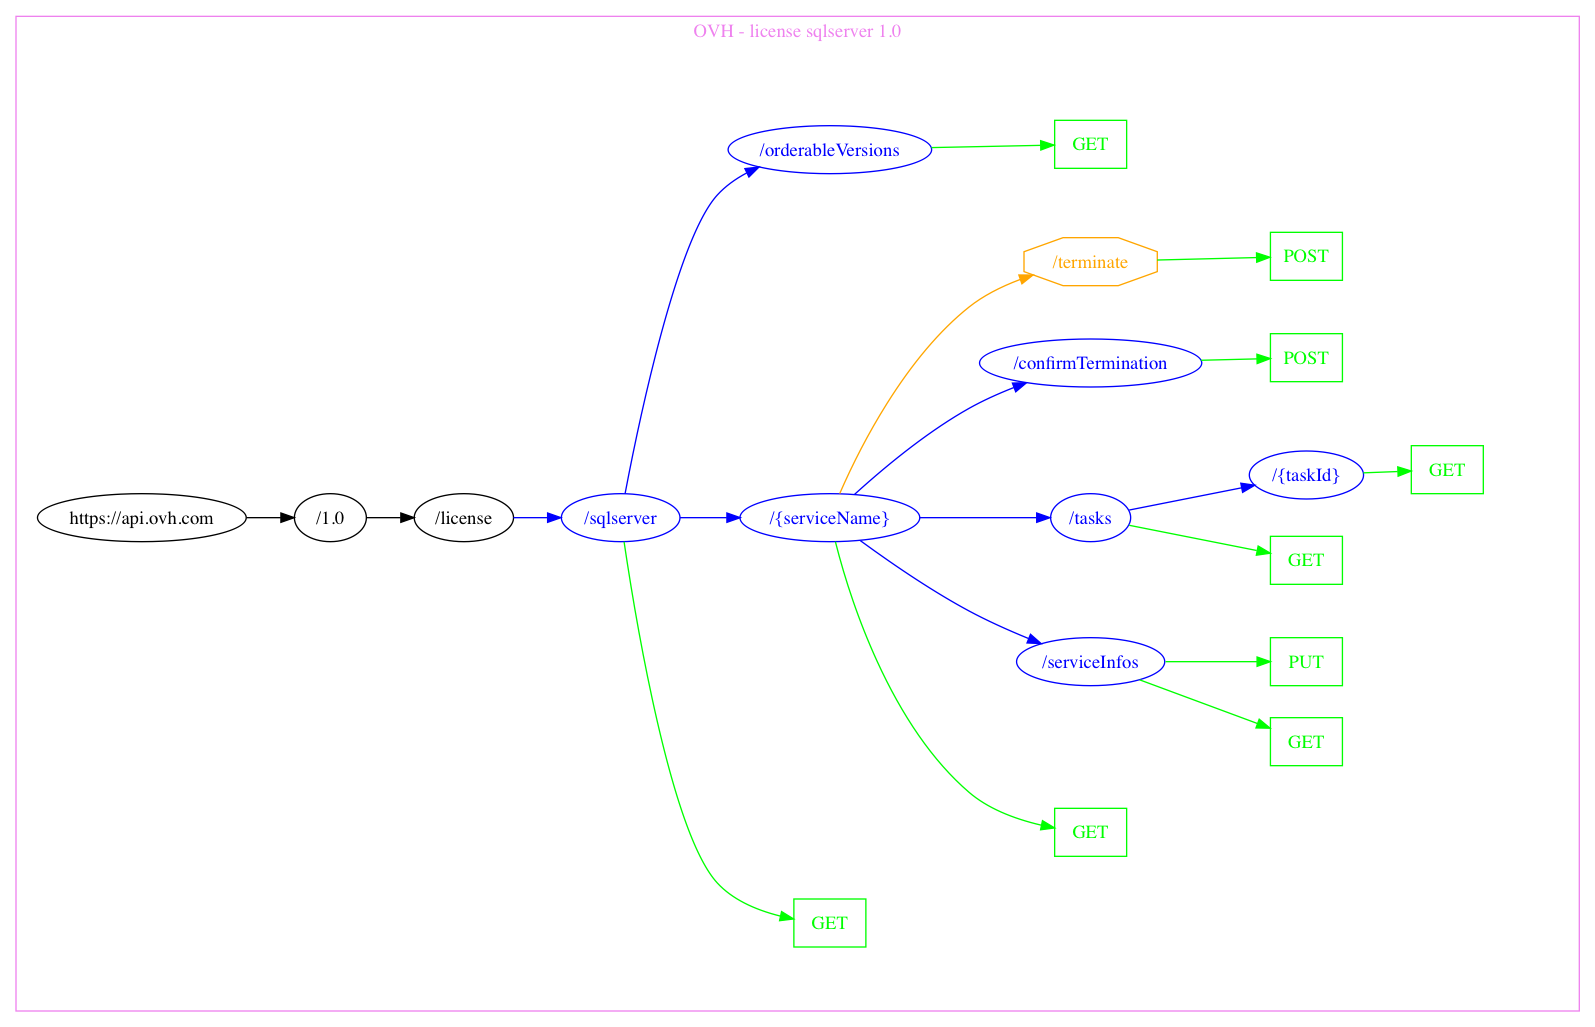 OVH - license sqlserver 1.0
/orderableVersions
GET
/terminate
POST
/confirmTermination
POST
/{taskId}
GET
https://api.ovh.com
/1.0
/license
/sqlserver
/{serviceName}
/tasks
GET
/serviceInfos
PUT
GET
GET
GET